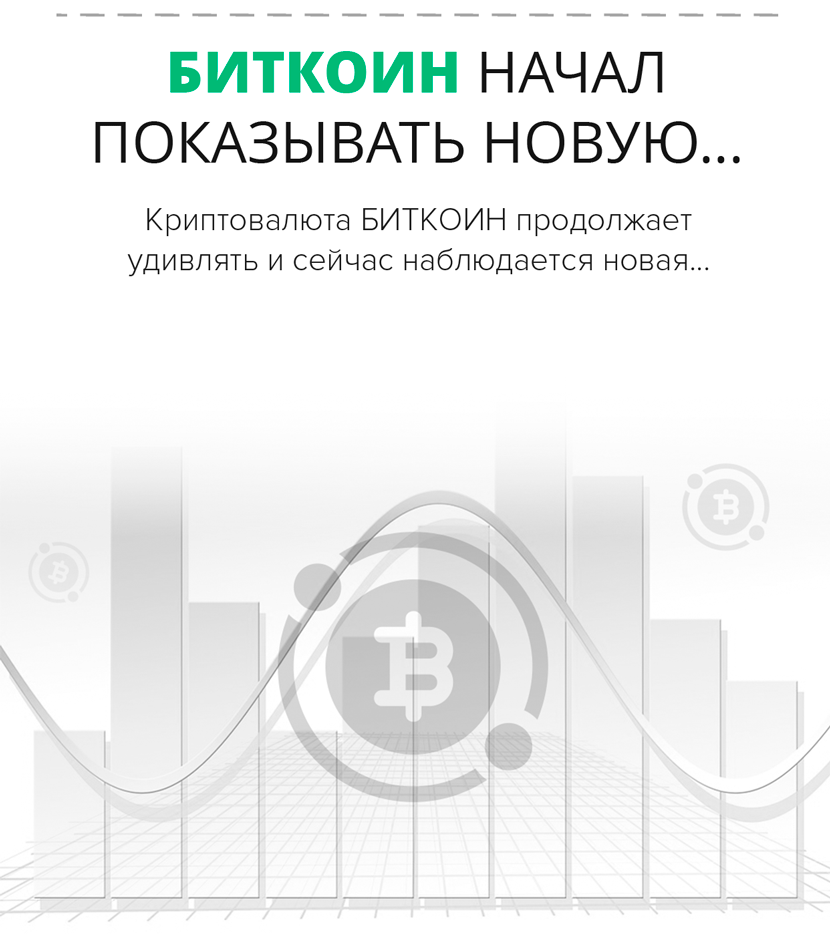 БИТКОИН НАЧАЛ
ПОКАЗЫВАТЬ НОВУЮ...
Криптовалюта БИТКОИН продолжает
удивлять и сейчас наблюдается новая...